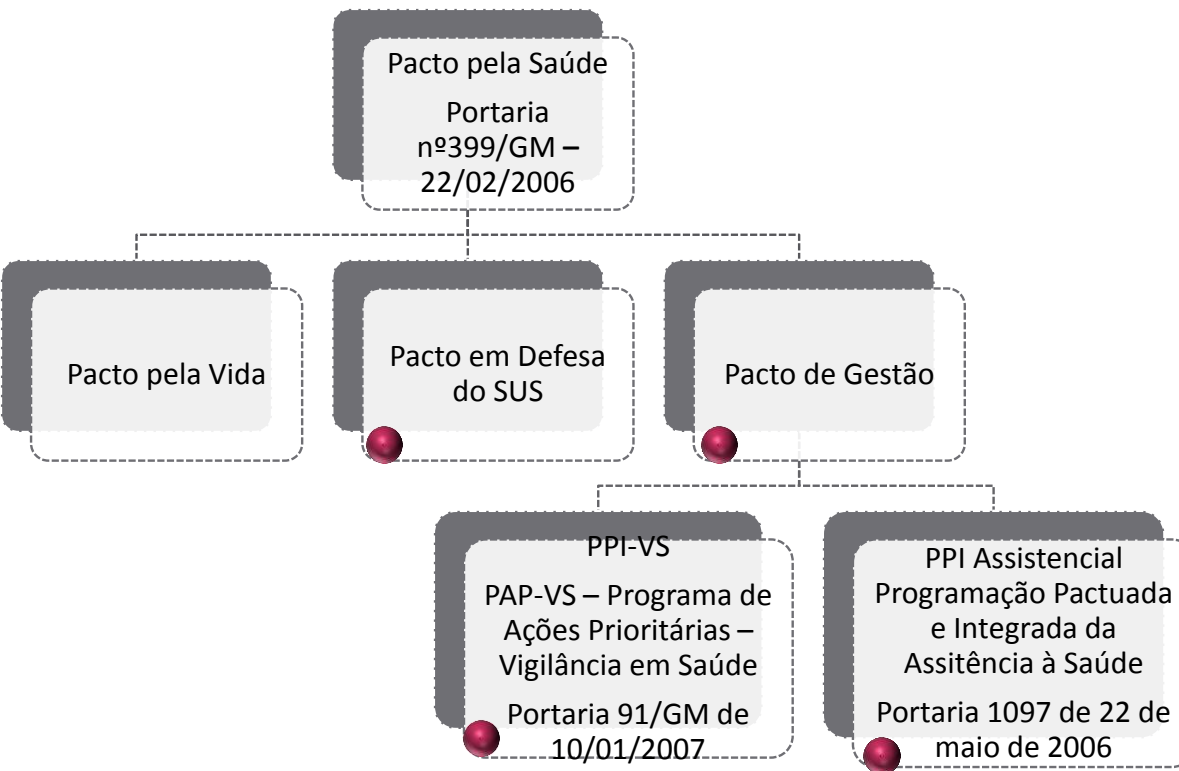 Pacto pela Saúde
Portaria
nº399/GM –
22/02/2006
Pacto pela Vida
Pacto em Defesa
do SUS
Pacto de Gestão
PPI-VS
PAP-VS – Programa de
Ações Prioritárias –
Vigilância em Saúde
Portaria 91/GM de
10/01/2007
PPI Assistencial
Programação Pactuada
e Integrada da
Assitência à Saúde
Portaria 1097 de 22 de
maio de 2006